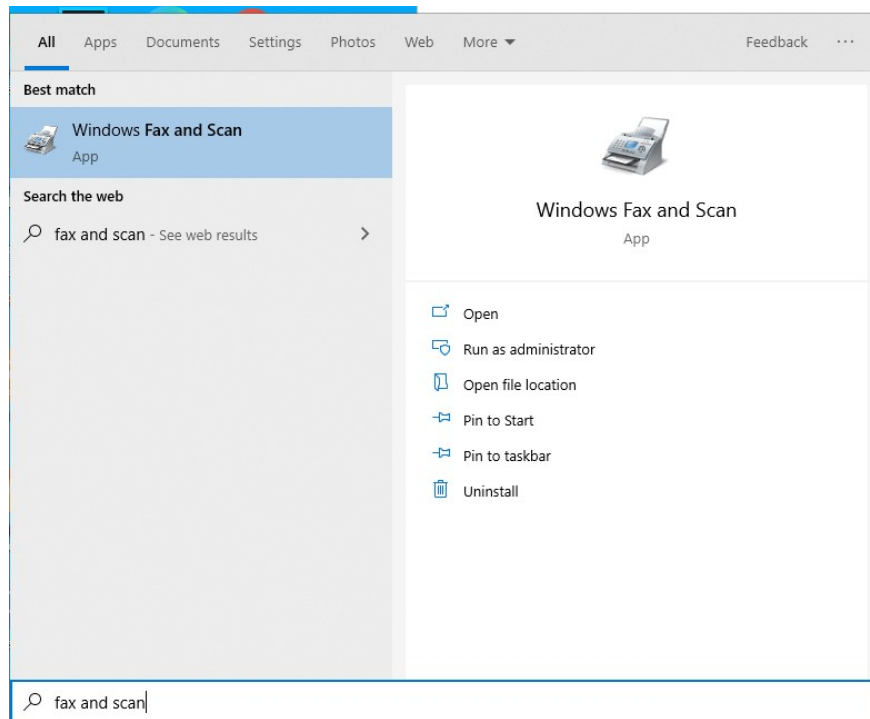 All Apps Documents Settings Photos Web More Feedback ...
Best match
Windows Fax and Scan
App
Search the web
fax and scan - See web results
Windows Fax and Scan
App
Open
Run as administrator
Open file location
Pin to Start
Pin to taskbar
Uninstall
fax and scan